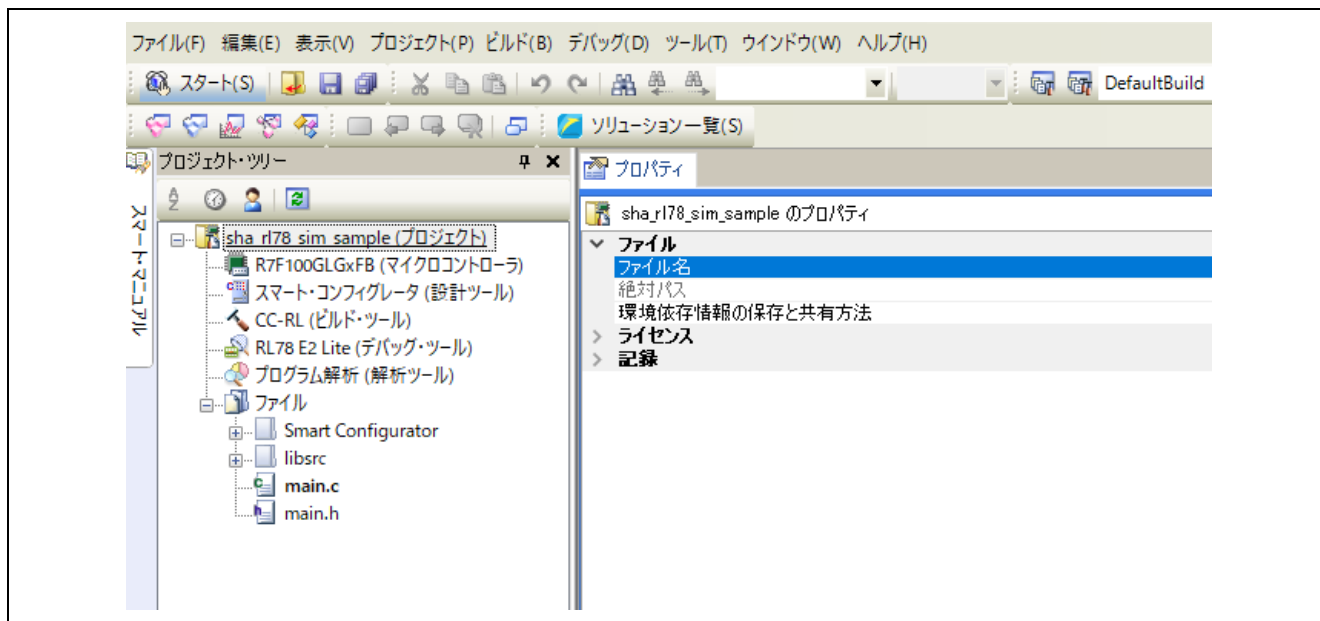 ファイル(F) 編集(E) 表示(V) プロジェクト(P) ビルド(B) デバッグ(D) ツール(T) ウインドウ(W) ヘルプ(H)
スタート(S) DefaultBuild
ソリューション一覧(S)
スマート・マニュアル
プロジェクト・ツリー
sha_rl78_sim_sample (プロジェクト)
R7F100GLGxFB (マイクロコントローラ)
スマート・コンフィグレータ (設計ツール)
CC-RL (ビルド・ツール)
RL78 E2 Lite (デバッグ・ツール)
プログラム解析 (解析ツール)
ファイル
Smart Configurator
libsrc
main.c
main.h
プロパティ
sha_rl78_sim_sample のプロパティ
ファイル
ファイル名
絶対パス
環境依存情報の保存と共有方法
ライセンス
記録